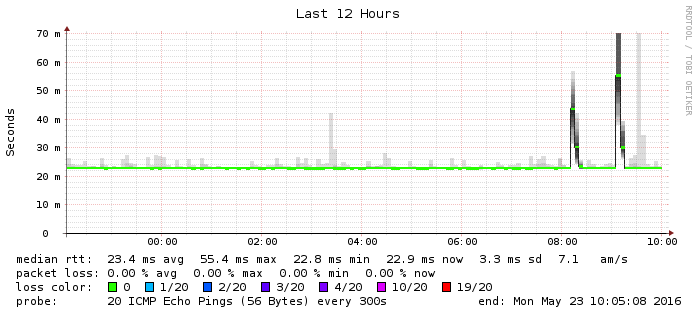 Last 12 Hours
RRDTOOL / TOBI OETIKER
Seconds
70 m
60 m
50 m
40 m
30 m
20 m
10 m
0
00:00 02:00 04:00 06:00 08:00 10:00
median rtt: 23.4 ms avg 55.4 ms max 22.8 ms min 22.9 ms now 3.3 ms sd 7.1 am/s
packet loss: 0.00 % avg 0.00 % max 0.00 % min 0.00 % now
loss color: 0 1/20 2/20 3/20 4/20 10/20 19/20
probe: 20 ICMP Echo Pings (56 Bytes) every 300s end: Mon May 23 10:05:08 2016